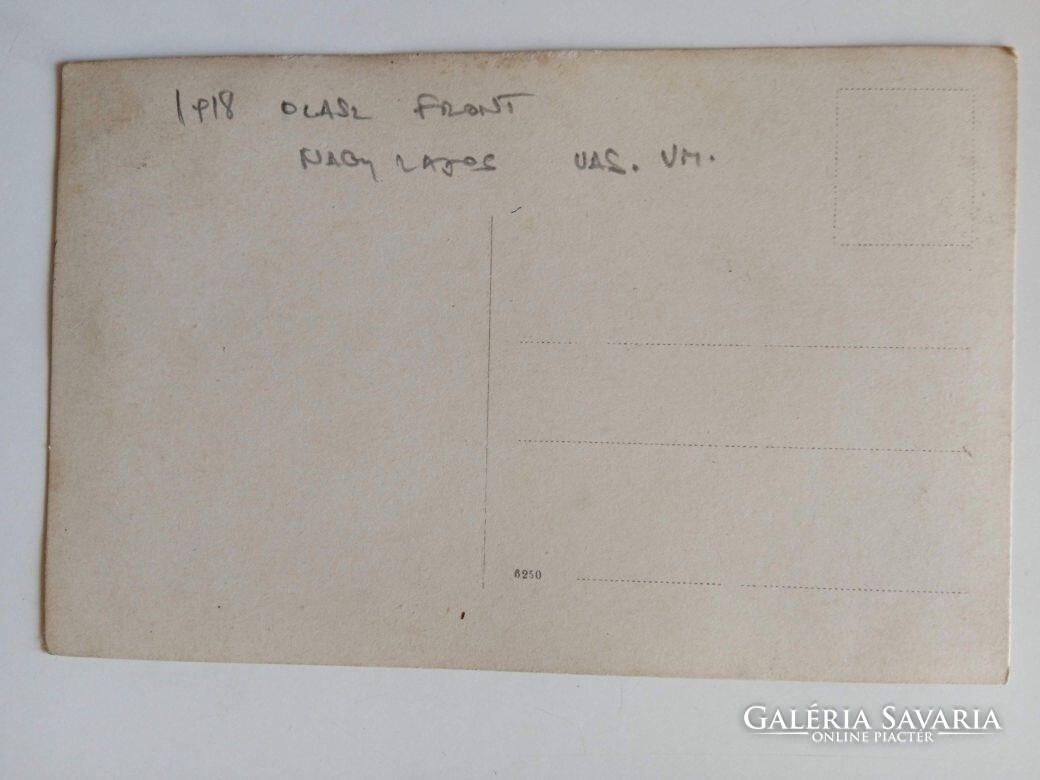 1918 OLASZ FRONT
NAGY LAJOS VAS. VM.
6250
GALÉRIA SAVARIA
ONLINE PIACTÉR